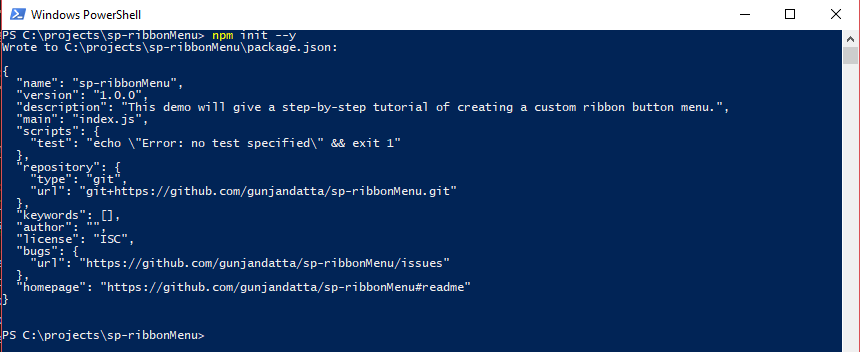 Windows PowerShell
PS C:\projects\sp-ribbonMenu> npm init --y
Wrote to C:\projects\sp-ribbonMenu\package.json:
{
  "name": "sp-ribbonMenu",
  "version": "1.0.0",
  "description": "This demo will give a step-by-step tutorial of creating a custom ribbon button menu.",
  "main": "index.js",
  "scripts": {
    "test": "echo \"Error: no test specified\" && exit 1"
  },
  "repository": {
    "type": "git",
    "url": "git+https://github.com/gunjandatta/sp-ribbonMenu.git"
  },
  "keywords": [],
  "author": "",
  "license": "ISC",
  "bugs": {
    "url": "https://github.com/gunjandatta/sp-ribbonMenu/issues"
  },
  "homepage": "https://github.com/gunjandatta/sp-ribbonMenu#readme"
}
PS C:\projects\sp-ribbonMenu>